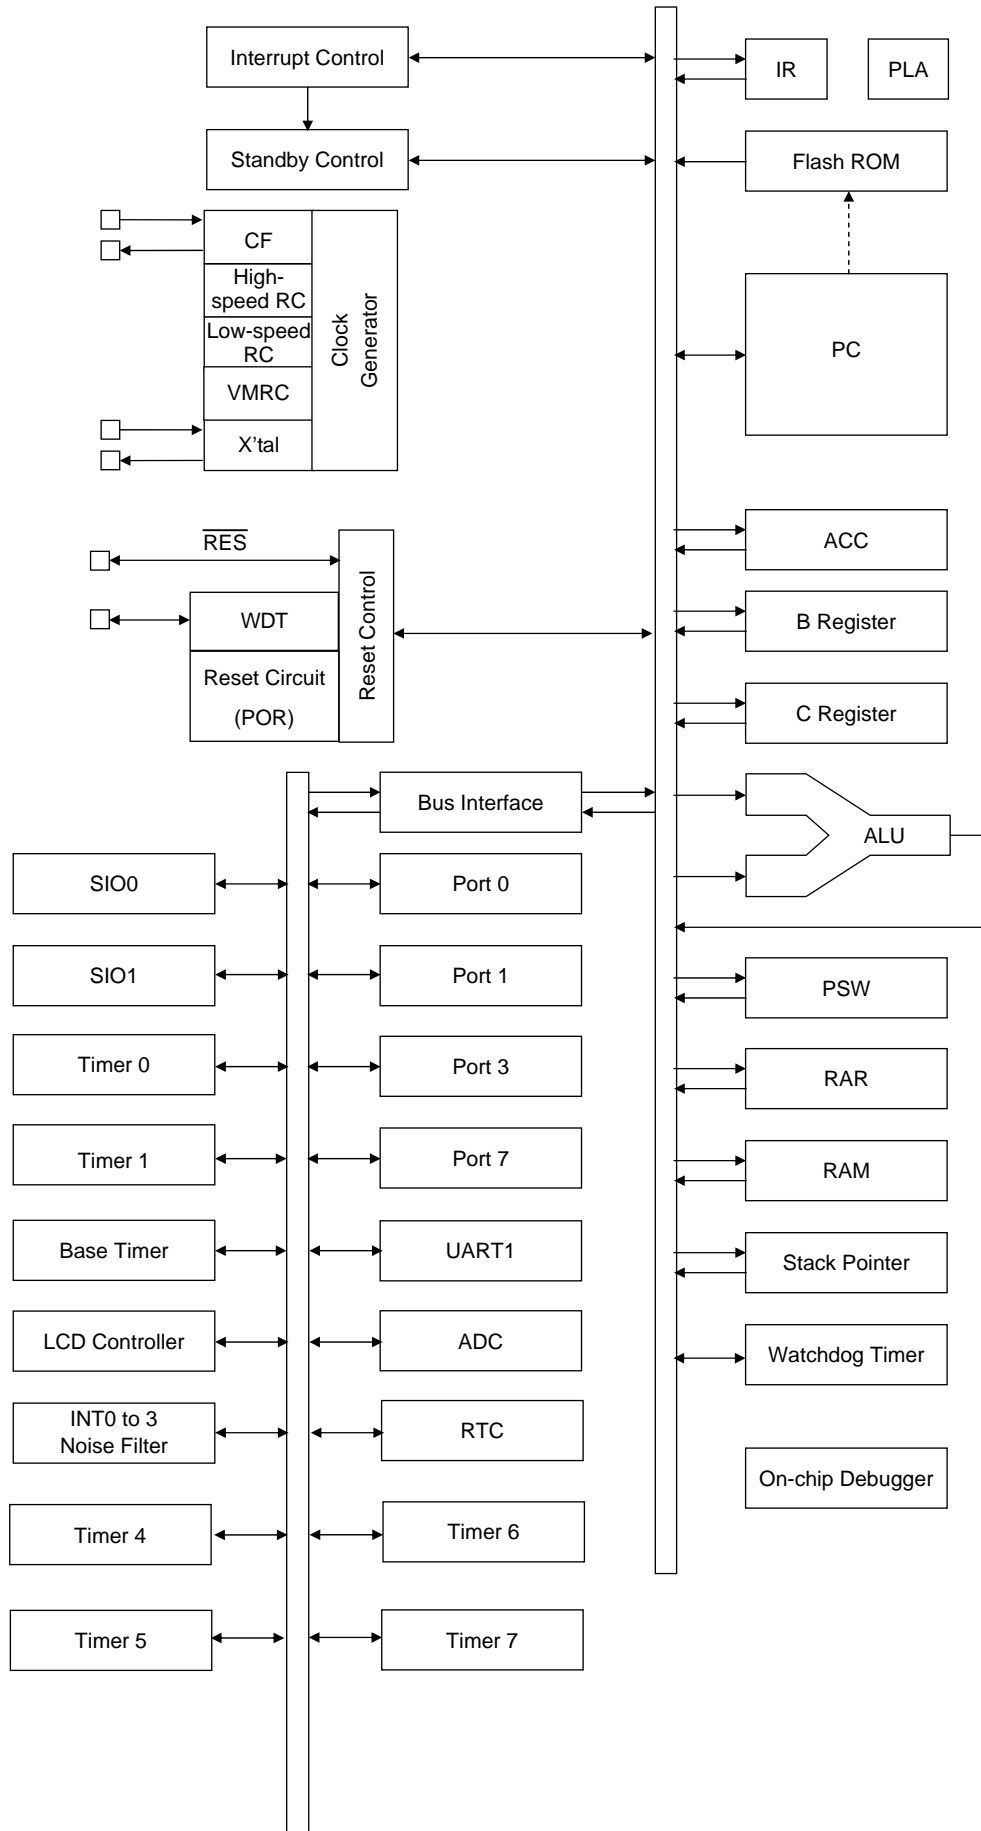 Interrupt Control
IR
PLA
Standby Control
Flash ROM
CF
High-
speed RC
Low-speed
RC
VMRC
X'tal
Clock
Generator
PC
RES
WDT
Reset Circuit
(POR)
Reset Control
ACC
B Register
C Register
Bus Interface
ALU
SIO0
Port 0
SIO1
Port 1
PSW
Timer 0
Port 3
RAR
Timer 1
Port 7
RAM
Base Timer
UART1
Stack Pointer
LCD Controller
ADC
Watchdog Timer
INT0 to 3
Noise Filter
RTC
On-chip Debugger
Timer 4
Timer 6
Timer 5
Timer 7